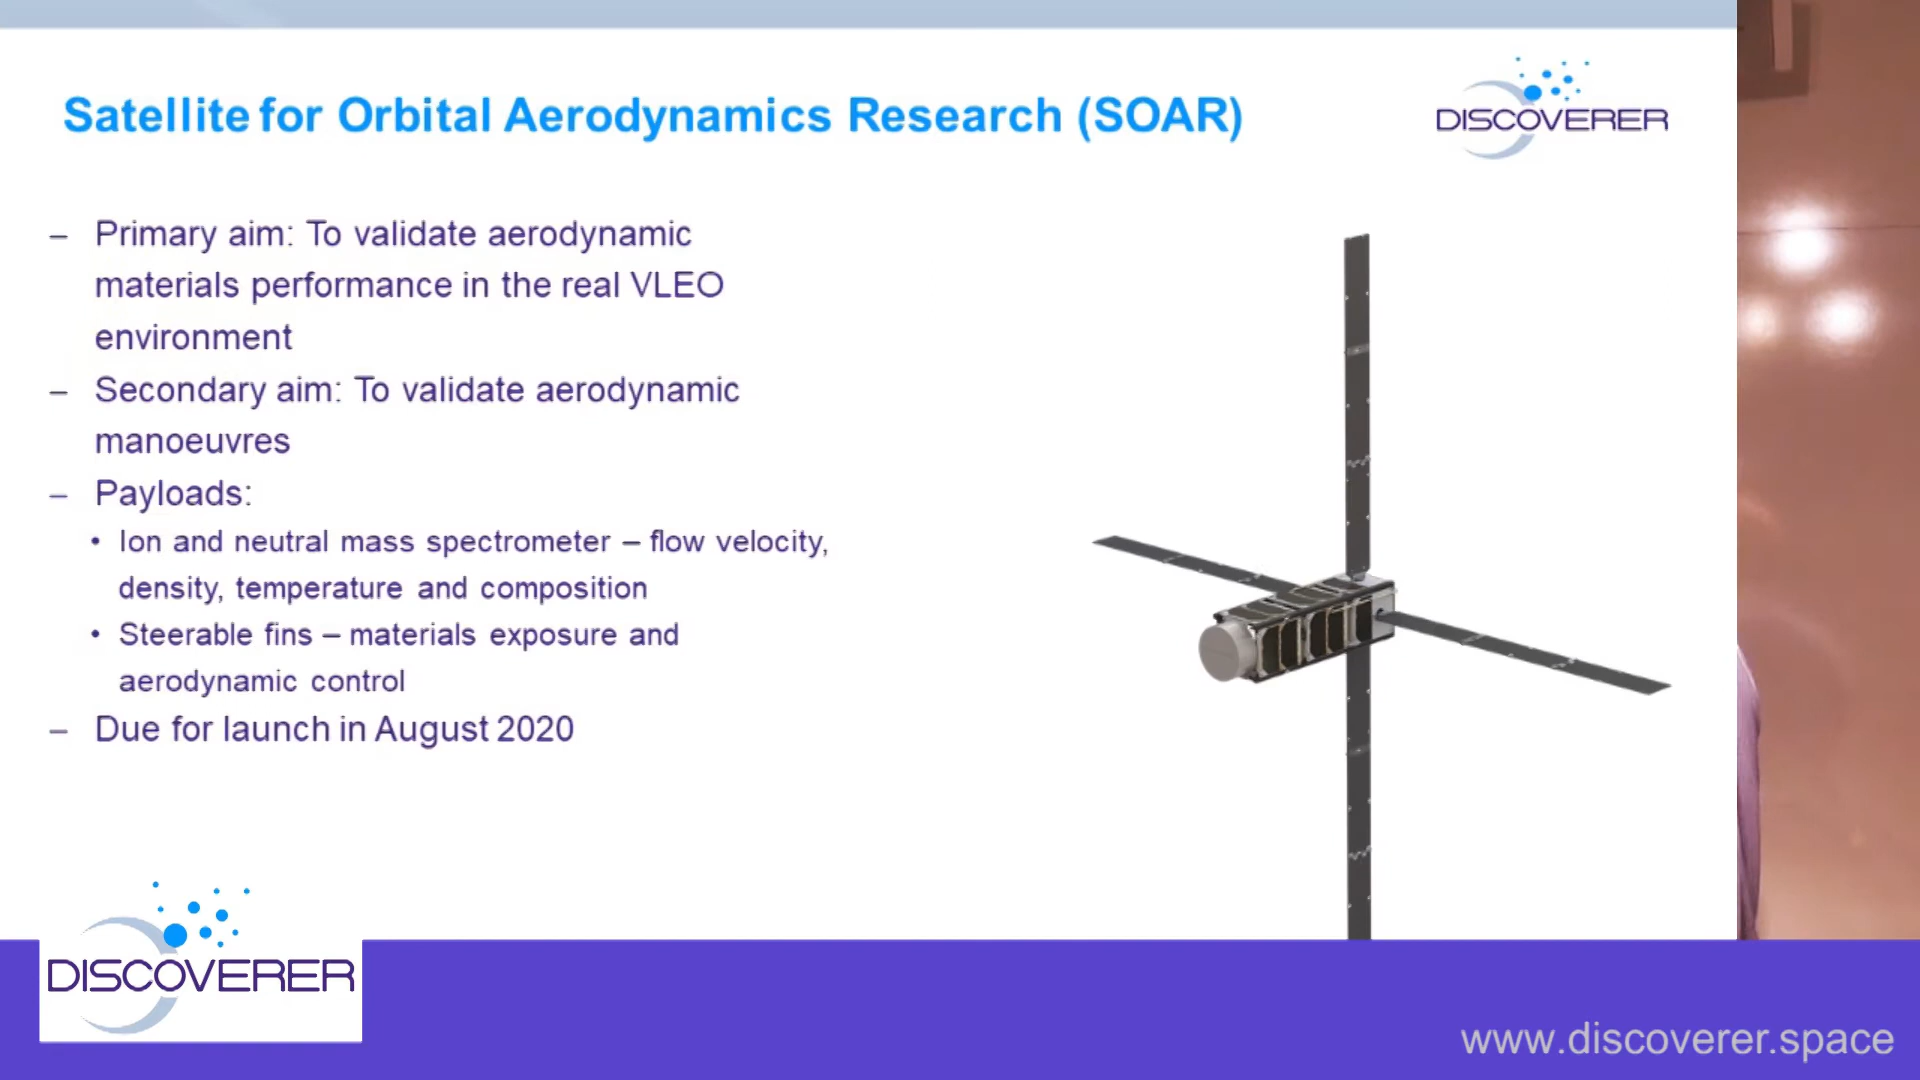 Satellite for Orbital Aerodynamics Research (SOAR)
DISCOVERER
– Primary aim: To validate aerodynamic
materials performance in the real VLEO
environment
– Secondary aim: To validate aerodynamic
manoeuvres
– Payloads:
• Ion and neutral mass spectrometer – flow velocity,
density, temperature and composition
• Steerable fins – materials exposure and
aerodynamic control
– Due for launch in August 2020
DISCOVERER
www.discoverer.space